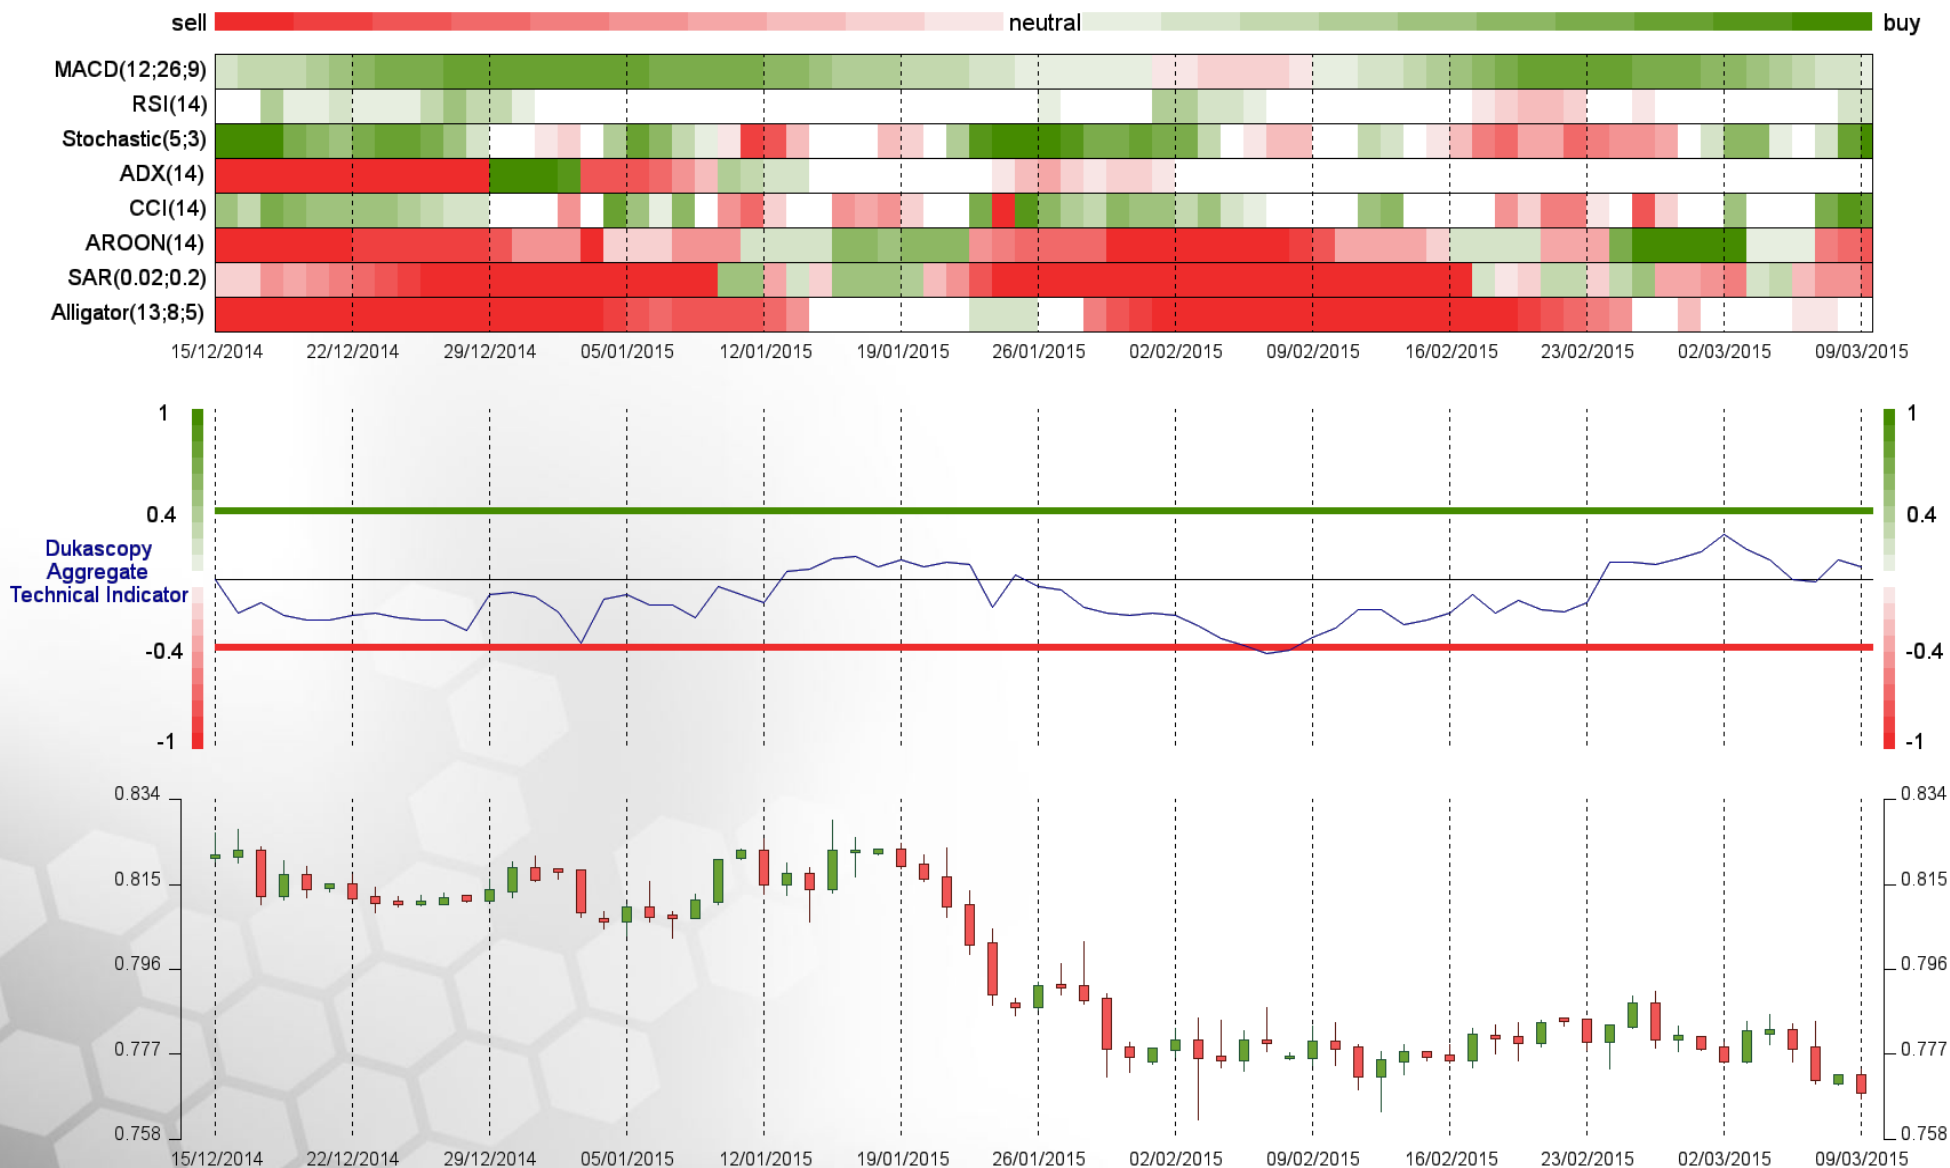 sell neutral buy
MACD(12;26;9)
RSI(14)
Stochastic(5;3)
ADX(14)
CCI(14)
AROON(14)
SAR(0.02;0.2)
Alligator(13;8;5)
15/12/2014 22/12/2014 29/12/2014 05/01/2015 12/01/2015 19/01/2015 26/01/2015 02/02/2015 09/02/2015 16/02/2015 23/02/2015 02/03/2015 09/03/2015
1 1
0.4 0.4
Dukascopy
Aggregate
Technical Indicator
-0.4 -0.4
-1 -1
0.834 0.834
0.815 0.815
0.796 0.796
0.777 0.777
0.758 0.758
15/12/2014 22/12/2014 29/12/2014 05/01/2015 12/01/2015 19/01/2015 26/01/2015 02/02/2015 09/02/2015 16/02/2015 23/02/2015 02/03/2015 09/03/2015